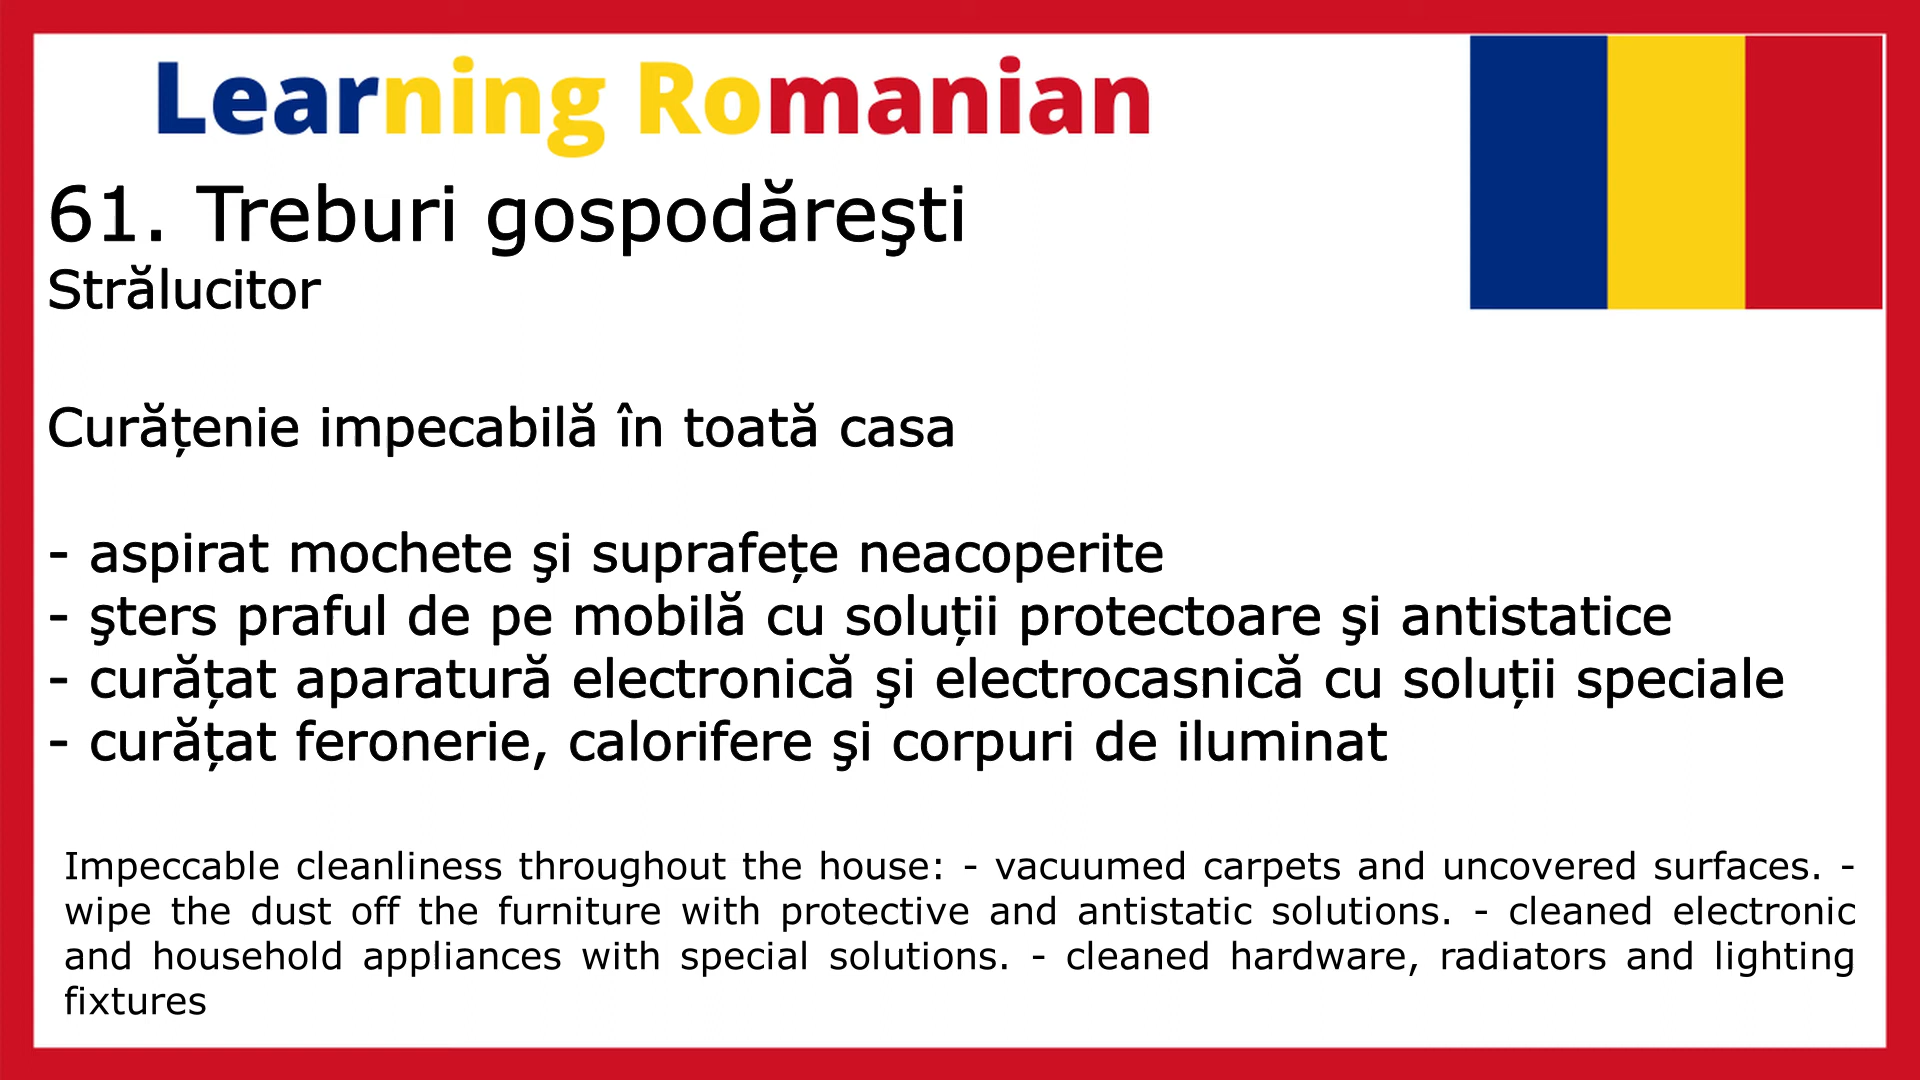 Learning Romanian
61. Treburi gospodăreşti
Strălucitor
Curățenie impecabilă în toată casa
- aspirat mochete şi suprafețe neacoperite
- şters praful de pe mobilă cu soluții protectoare şi antistatice
- curățat aparatură electronică şi electrocasnică cu soluții speciale
- curățat feronerie, calorifere şi corpuri de iluminat
Impeccable cleanliness throughout the house: - vacuumed carpets and uncovered surfaces. -
wipe the dust off the furniture with protective and antistatic solutions. - cleaned electronic
and household appliances with special solutions. - cleaned hardware, radiators and lighting
fixtures